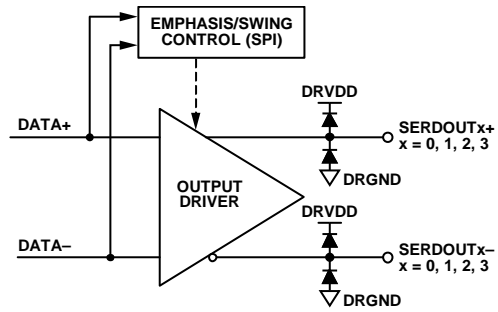 EMPHASIS/SWING
CONTROL (SPI)
DRVDD
DATA+
SERDOUTx+
x = 0, 1, 2, 3
OUTPUT
DRIVER
DRGND
DRVDD
DATA–
SERDOUTx–
x = 0, 1, 2, 3
DRGND